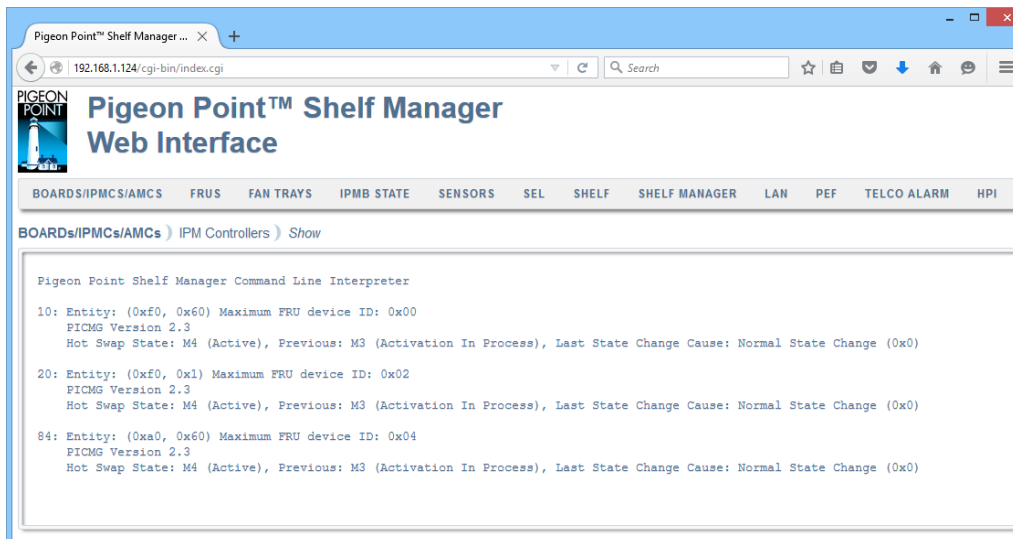 Pigeon Point™ Shelf Manager ...
192.168.1.124/cgi-bin/index.cgi
Search
PIGEON
POINT
Pigeon Point™ Shelf Manager
Web Interface
BOARDS/IPMCS/AMCS FRUS FAN TRAYS IPMB STATE SENSORS SEL SHELF SHELF MANAGER LAN PEF TELCO ALARM HPI
BOARDs/IPMCs/AMCs ) IPM Controllers ) Show
Pigeon Point Shelf Manager Command Line Interpreter
10: Entity: (0xf0, 0x60) Maximum FRU device ID: 0x00
PICMG Version 2.3
Hot Swap State: M4 (Active), Previous: M3 (Activation In Process), Last State Change Cause: Normal State Change (0x0)
20: Entity: (0xf0, 0x1) Maximum FRU device ID: 0x02
PICMG Version 2.3
Hot Swap State: M4 (Active), Previous: M3 (Activation In Process), Last State Change Cause: Normal State Change (0x0)
84: Entity: (0xa0, 0x60) Maximum FRU device ID: 0x04
PICMG Version 2.3
Hot Swap State: M4 (Active), Previous: M3 (Activation In Process), Last State Change Cause: Normal State Change (0x0)